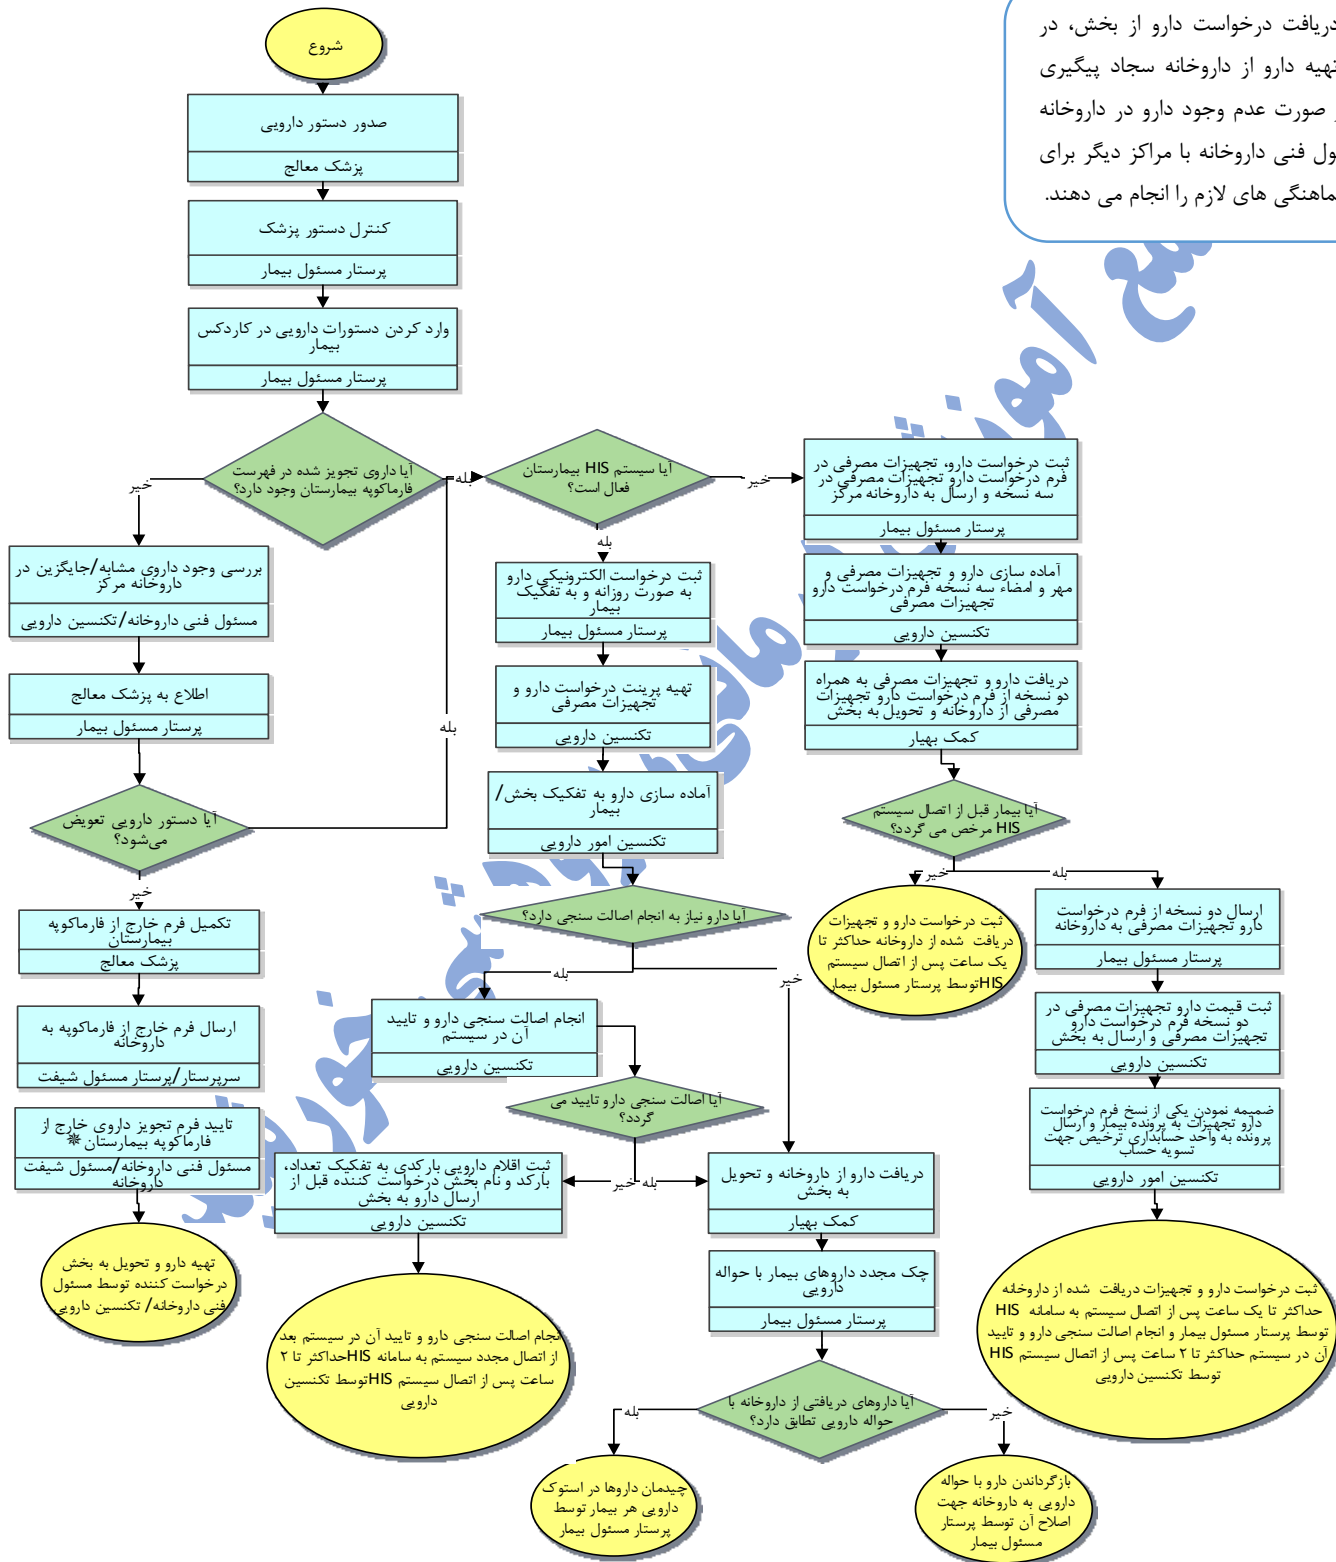 دریافت درخواست دارو از بخش، در
تهیه دارو از داروخانه سجاد پیگیری
صورت عدم وجود دارو در داروخانه
ول فنی داروخانه با مراکز دیگر برای
ماهنگی های لازم را انجام می دهند.
شروع
صدور دستور دارویی
پزشک معالج
کنترل دستور پزشک
پرستار مسئول بیمار
وارد کردن دستورات دارویی در کاردکس
بیمار
پرستار مسئول بیمار
آیا داروی تجویز شده در فهرست
فارماکوپه بیمارستان وجود دارد؟
خیر
بله
آیا سیستم HIS بیمارستان
فعال است؟
خیر
بله
ثبت درخواست دارو، تجهیزات مصرفی در
فرم درخواست دارو تجهیزات مصرفی در
سه نسخه و ارسال به داروخانه مرکز
پرستار مسئول بیمار
آماده سازی دارو و تجهیزات مصرفی و
مهر و امضاء سه نسخه فرم درخواست دارو
تجهیزات مصرفی
تکنسین دارویی
دریافت دارو و تجهیزات مصرفی به همراه
دو نسخه از فرم درخواست دارو تجهیزات
مصرفی از داروخانه و تحویل به بخش
کمک بهیار
آیا بیمار قبل از اتصال سیستم
HIS مرخص می گردد؟
خیر
بله
ثبت درخواست دارو و تجهیزات
دریافت شده از داروخانه حداکثر تا
یک ساعت پس از اتصال سیستم
HIS توسط پرستار مسئول بیمار
ارسال دو نسخه از فرم درخواست
دارو تجهیزات مصرفی به داروخانه
پرستار مسئول بیمار
ثبت قیمت دارو تجهیزات مصرفی در
دو نسخه فرم درخواست دارو
تجهیزات مصرفی و ارسال به بخش
تکنسین دارویی
ضمیمه نمودن یکی از نسخ فرم درخواست
دارو تجهیزات به پرونده بیمار و ارسال
پرونده به واحد حسابداری ترخیص جهت
تسویه حساب
تکنسین امور دارویی
ثبت درخواست دارو و تجهیزات دریافت شده از داروخانه
حداکثر تا یک ساعت پس از اتصال سیستم به سامانه HIS
توسط پرستار مسئول بیمار و انجام اصالت سنجی دارو و تایید
آن در سیستم حداکثر تا ۲ ساعت پس از اتصال سیستم HIS
توسط تکنسین دارویی
بررسی وجود داروی مشابه/جایگزین در
داروخانه مرکز
مسئول فنی داروخانه/تکنسین دارویی
اطلاع به پزشک معالج
پرستار مسئول بیمار
آیا دستور دارویی تعویض
می‌شود؟
بله
خیر
تکمیل فرم خارج از فارماکوپه
بیمارستان
پزشک معالج
ارسال فرم خارج از فارماکوپه به
داروخانه
سرپرستار/پرستار مسئول شیفت
تایید فرم تجویز داروی خارج از
فارماکوپه بیمارستان*
مسئول فنی داروخانه/مسئول شیفت
داروخانه
تهیه دارو و تحویل به بخش
درخواست کننده توسط مسئول
فنی داروخانه/ تکنسین دارویی
ثبت درخواست الکترونیکی دارو
به صورت روزانه و به تفکیک
بیمار
پرستار مسئول بیمار
تهیه پرینت درخواست دارو و
تجهیزات مصرفی
تکنسین دارویی
آماده سازی دارو به تفکیک بخش/
بیمار
تکنسین امور دارویی
آیا دارو نیاز به انجام اصالت سنجی دارد؟
بله
خیر
انجام اصالت سنجی دارو و تایید
آن در سیستم
تکنسین دارویی
آیا اصالت سنجی دارو تایید می
گردد؟
خیر
بله
ثبت اقلام دارویی بارکدی به تفکیک تعداد،
بارکد و نام بخش درخواست کننده قبل از
ارسال دارو به بخش
تکنسین دارویی
نجام اصالت سنجی دارو و تایید آن در سیستم بعد
از اتصال مجدد سیستم به سامانه HIS حداکثر تا ۲
ساعت پس از اتصال سیستم HIS توسط تکنسین
دارویی
دریافت دارو از داروخانه و تحویل
به بخش
کمک بهیار
چک مجدد داروهای بیمار با حواله
دارویی
پرستار مسئول بیمار
آیا داروهای دریافتی از داروخانه با
حواله دارویی تطابق دارد؟
بله
خیر
چیدمان داروها در استوک
دارویی هر بیمار توسط
پرستار مسئول بیمار
بازگرداندن دارو با حواله
دارویی به داروخانه جهت
اصلاح آن توسط پرستار
مسئول بیمار